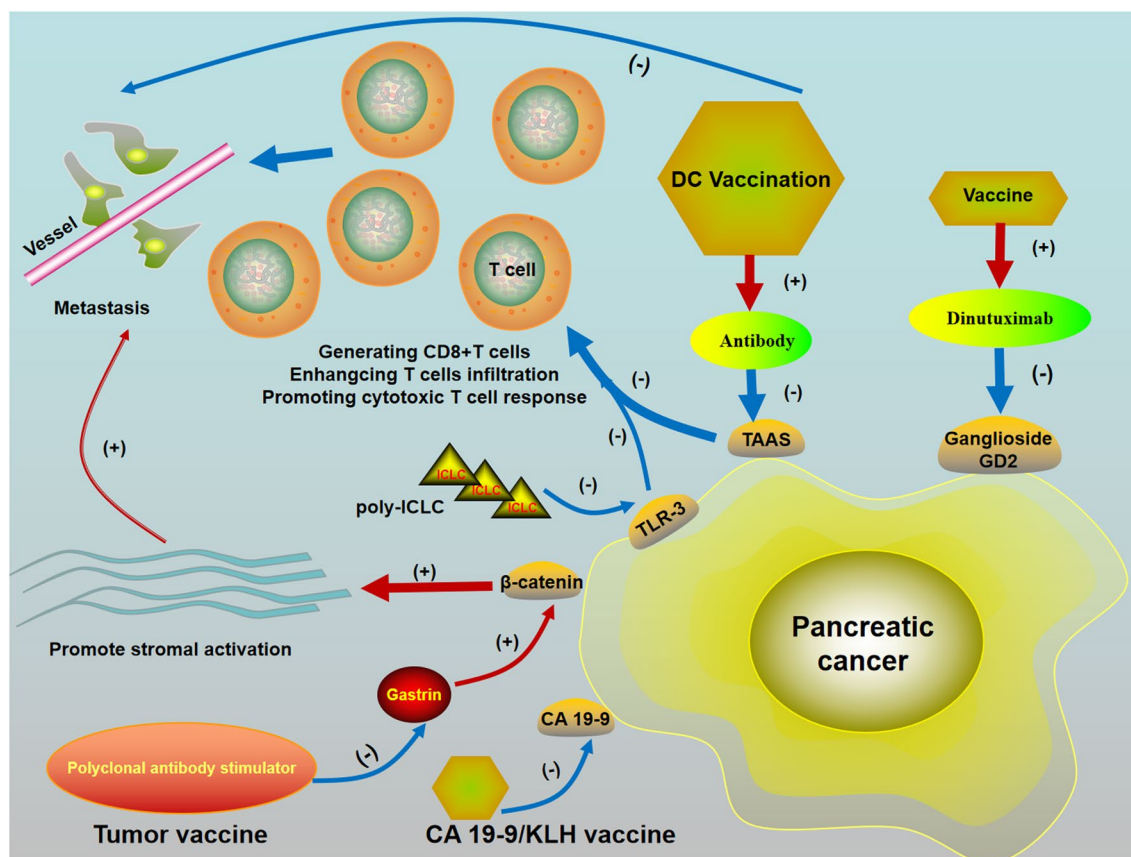 (-)
DC Vaccination
Vaccine
(+)
(+)
Vessel
T cell
Metastasis
Antibody
Dinutuximab
Generating CD8+T cells
Enhangcing T cells infiltration
Promoting cytotoxic T cell response
(-)
(-)
(-)
(-)
TAAS
Ganglioside
GD2
(+)
ICLC
ICLC
ICLC
poly-ICLC
(-)
TLR-3
(+)
β-catenin
Promote stromal activation
(+)
Pancreatic
cancer
Gastrin
CA 19-9
Polyclonal antibody stimulator
(-)
(-)
Tumor vaccine
CA 19-9/KLH vaccine